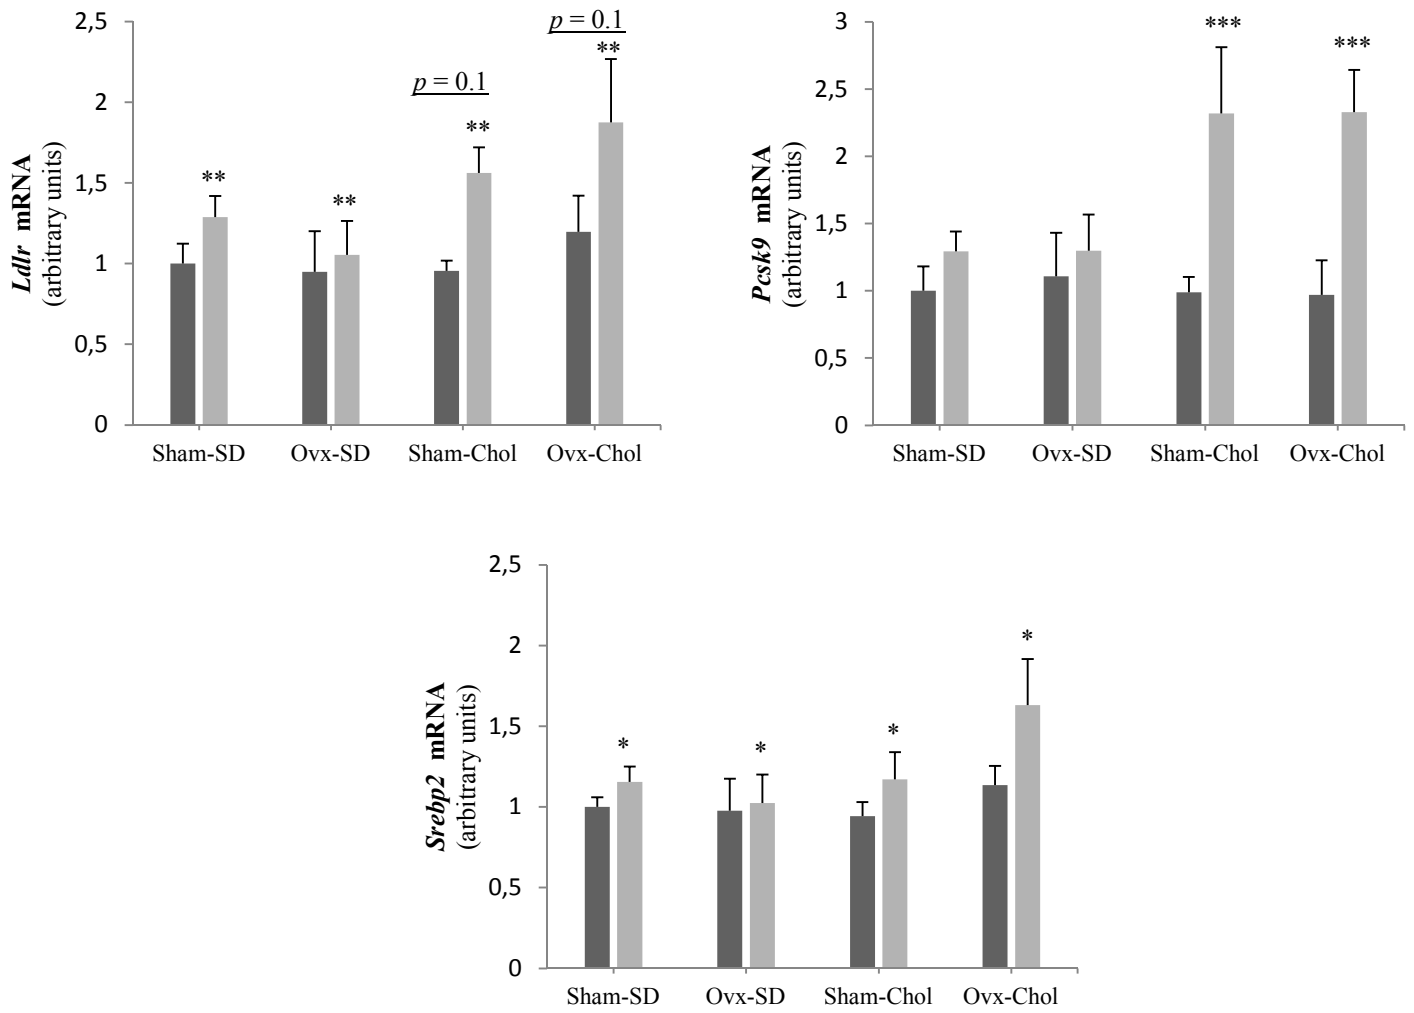 p = 0.1
p = 0.1
** ** ** **
2,5
2
1,5
1
0,5
0
Ldlr mRNA
(arbitrary units)
Sham-SD Ovx-SD Sham-Chol Ovx-Chol
*** ***
3
2,5
2
1,5
1
0,5
0
Pcsk9 mRNA
(arbitrary units)
Sham-SD Ovx-SD Sham-Chol Ovx-Chol
* * * *
2,5
2
1,5
1
0,5
0
Srebp2 mRNA
(arbitrary units)
Sham-SD Ovx-SD Sham-Chol Ovx-Chol